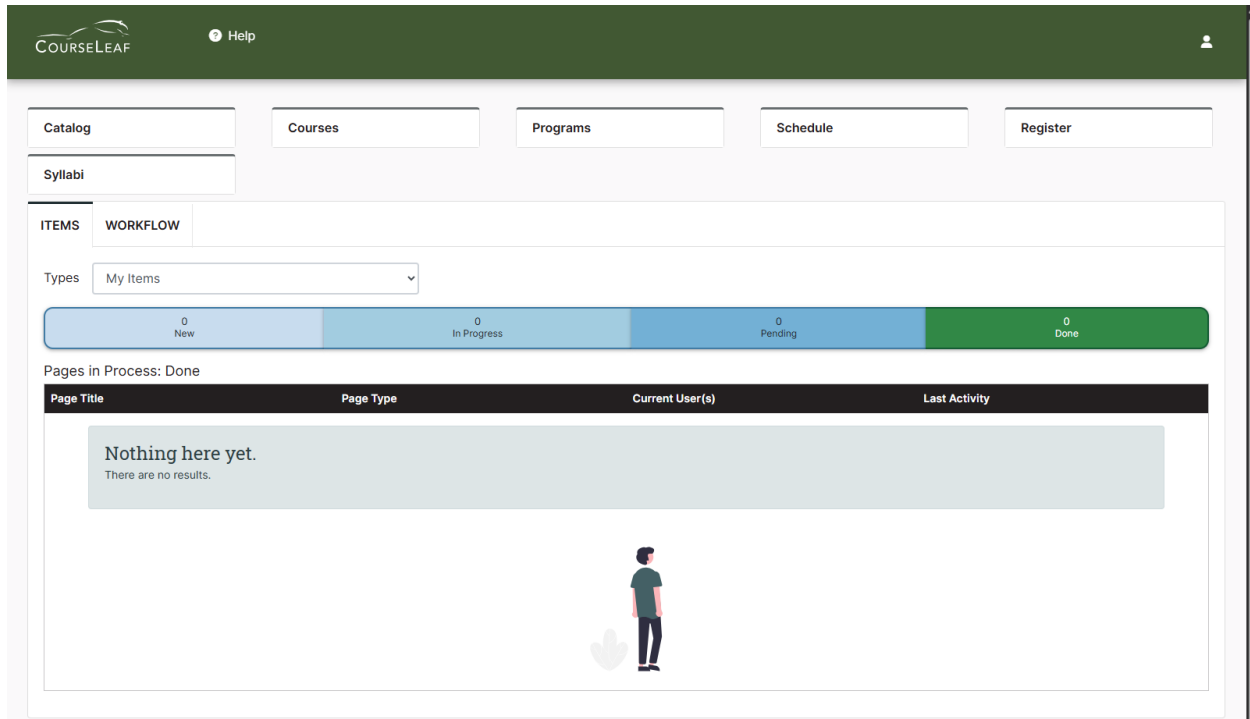 COURSELEAF
Help
Catalog
Courses
Programs
Schedule
Register
Syllabi
ITEMS
WORKFLOW
Types
My Items
0
New
0
In Progress
0
Pending
0
Done
Pages in Process: Done
Page Title
Page Type
Current User(s)
Last Activity
Nothing here yet.
There are no results.